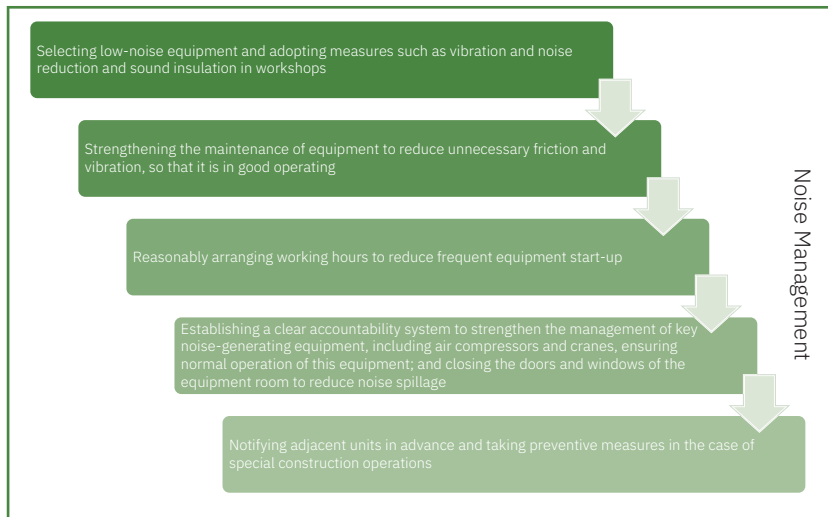 Selecting low-noise equipment and adopting measures such as vibration and noise
reduction and sound insulation in workshops
Strengthening the maintenance of equipment to reduce unnecessary friction and
vibration, so that it is in good operating
Reasonably arranging working hours to reduce frequent equipment start-up
Establishing a clear accountability system to strengthen the management of key
noise-generating equipment, including air compressors and cranes, ensuring
normal operation of this equipment; and closing the doors and windows of the
equipment room to reduce noise spillage
Notifying adjacent units in advance and taking preventive measures in the case of
special construction operations
Noise Management